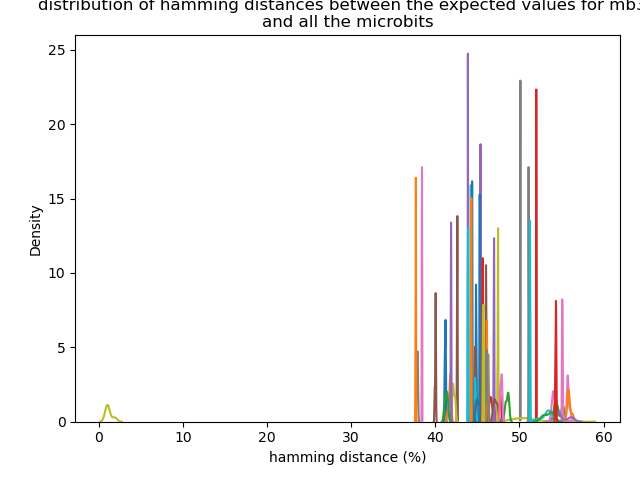 distribution of hamming distances between the expected values for
and all the microbits
25
20
15
10
5
0
Density
0 10 20 30 40 50 60
hamming distance (%)